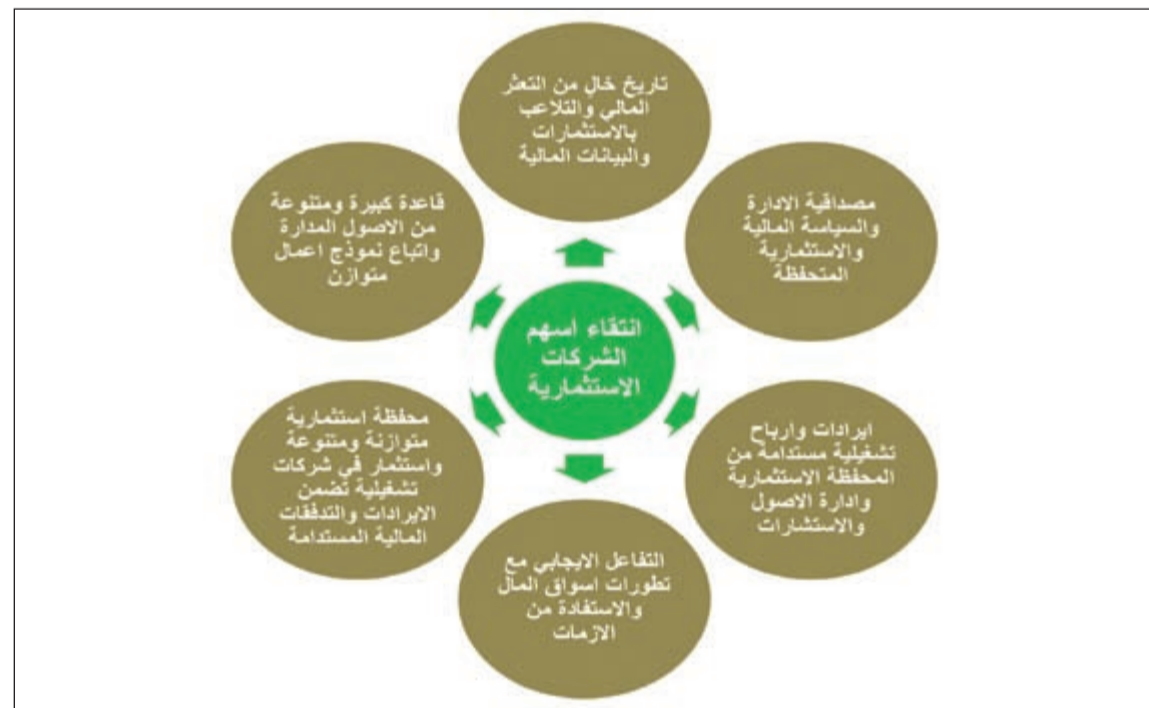 تاريخ خالٍ من التعثر
المالي والتلاعب
بالاستثمارات
والبيانات المالية
مصداقية الادارة
والسياسة المالية
والاستثمارية
المتحفظة
ايرادات وارباح
تشغيلية مستدامة من
المحفظة الاستثمارية
وادارة الاصول
والاستشارات
التفاعل الايجابي مع
تطورات اسواق المال
والاستفادة من
الازمات
محفظة استثمارية
متوازنة ومتنوعة
واستثمار في شركات
تشغيلية تضمن
الايرادات والتدفقات
المالية المستدامة
قاعدة كبيرة ومتنوعة
من الاصول المدارة
واتباع نموذج اعمال
متوازن
انتقاء أسهم
الشركات
الاستثمارية